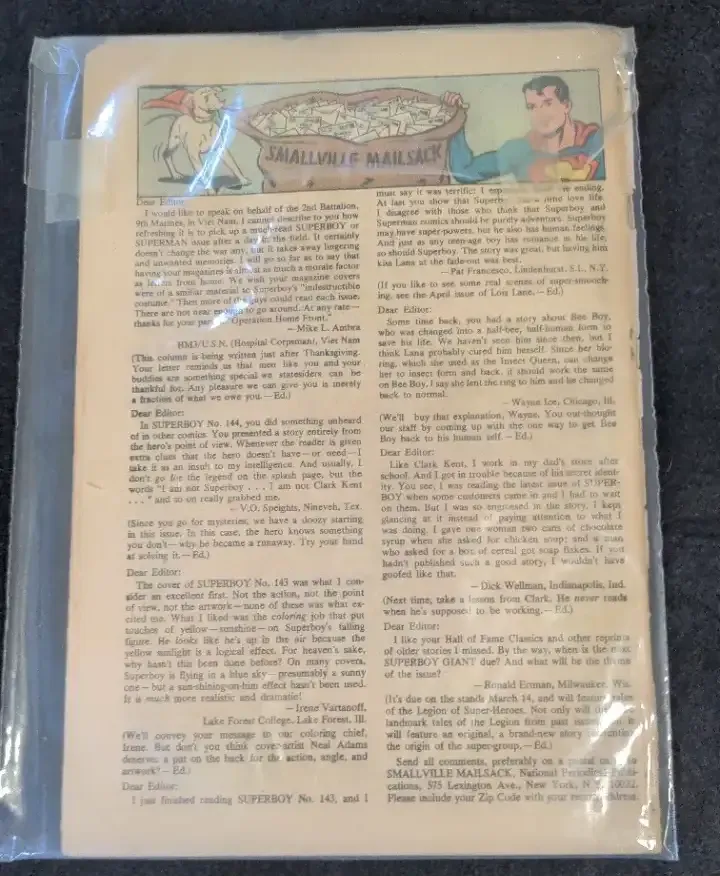 SMALLVILLE MAILSACK
Dear Editor:
I would like to speak on behalf of the 2nd Battalion,
9th Marines, in Viet Nam. I cannot describe to you how
refreshing it is to pick up a much-read SUPERBOY or
SUPERMAN issue after a day in the field. It certainly
doesn't change the war any, but it takes away lingering
and unwanted memories. I will go so far as to say that
having your magazines is almost as much a morale factor
as letters from home. We wish your magazine covers
were of a similar material to Superboy's "indestructible
costume." Then more of the guys could read each issue.
There are not near enough to go around. At any rate—
thanks for your part in "Operation Home Front."
— Mike L. Antwa
HM3/U.S.N. (Hospital Corpsman), Viet Nam
(This column is being written just after Thanksgiving.
Your letter reminds us that men like you and your
buddies are something special we statesiders can be
thankful for. Any pleasure we can give you is merely
a fraction of what we owe you. — Ed.)
Dear Editor:
In SUPERBOY No. 144, you did something unheard
of in other comics. You presented a story entirely from
the hero's point of view. Whenever the reader is given
extra clues that the hero doesn't have — or need — I
take it as an insult to my intelligence. And usually, I
don't go for the legend on the splash page, but the
words "I am not Superboy . . . I am not Clark Kent
. . . " and so on really grabbed me.
— V.O. Speights, Nineveh, Tex.
(Since you go for mysteries, we have a doozy starting
in this issue. In this case, the hero knows something
you don't — why he became a runaway. Try your hand
at solving it. — Ed.)
Dear Editor:
The cover of SUPERBOY No. 143 was what I con-
sider an excellent first. Not the action, not the point
of view, not the artwork — none of these was what ex-
cited me. What I liked was the coloring job that put
touches of yellow — sunshine — on Superboy's falling
figure. He looks like he's up in the air because the
yellow sunlight is a logical effect. For heaven's sake,
why hasn't this been done before? On many covers,
Superboy is flying in a blue sky — presumably a sunny
one — but a sun-shining-on-him effect hasn't been used.
It is much more realistic and dramatic!
— Irene Vartanoff,
Lake Forest College, Lake Forest, Ill.
(We'll convey your message to our coloring chief,
Irene. But don't you think cover-artist Neal Adams
deserves a pat on the back for the action, angle, and
artwork? — Ed.)
Dear Editor:
I just finished reading SUPERBOY No. 143, and I
must say it was terrific! I ending.
At last you show that love life.
I disagree with those who think that Superboy and
Superman comics should be purely adventure. Superboy
may have super-powers, but he also has human feelings.
And just as any teen-age boy has romance in his life,
so should Superboy. The story was great, but having him
kiss Lana at the fade-out was best.
— Pat Francesco, Lindenhurst, S.L., N.Y.
(If you like to see some real scenes of super-smooch-
ing, see the April issue of Lois Lane. — Ed.)
Dear Editor:
Some time back, you had a story about Bee Boy,
who was changed into a half-bee, half-human form to
save his life. We haven't seen him since then, but I
think Lana probably cured him herself. Since her bio-
ring, which she used as the Insect Queen, can change
her to insect form and back, it should work the same
on Bee Boy. I say she lent the ring to him and he changed
back to normal.
— Wayne Ice, Chicago, Ill.
(We'll buy that explanation, Wayne. You out-thought
our staff by coming up with the one way to get Bee
Boy back to his human self. — Ed.)
Dear Editor:
Like Clark Kent, I work in my dad's store after
school. And I got in trouble because of his secret ident-
ity. You see, I was reading the latest issue of SUPER-
BOY when some customers came in and I had to wait
on them. But I was so engrossed in the story, I kept
glancing at it instead of paying attention to what I
was doing. I gave one woman two cans of chocolate
syrup when she asked for chicken soup; and a man
who asked for a box of cereal got soap flakes. If you
hadn't published such a good story, I wouldn't have
goofed like that.
— Dick Wellman, Indianapolis, Ind.
(Next time, take a lesson from Clark. He never reads
when he's supposed to be working. — Ed.)
Dear Editor:
I like your Hall of Fame Classics and other reprints
of older stories I missed. By the way, when is the next
SUPERBOY GIANT due? And what will be the theme
of the issue?
— Ronald Erman, Milwaukee, Wis.
(It's due on the stands March 14, and will feature tales
of the Legion of Super-Heroes. Not only will
landmark tales of the Legion from past it
will feature an original, a brand-new story
the origin of the super-group. — Ed.)
Send all comments, preferably on a postal to
SMALLVILLE MAILSACK, National Periodical Publi-
cations, 575 Lexington Ave., New York, N.Y. 10022.
Please include your Zip Code with your address.